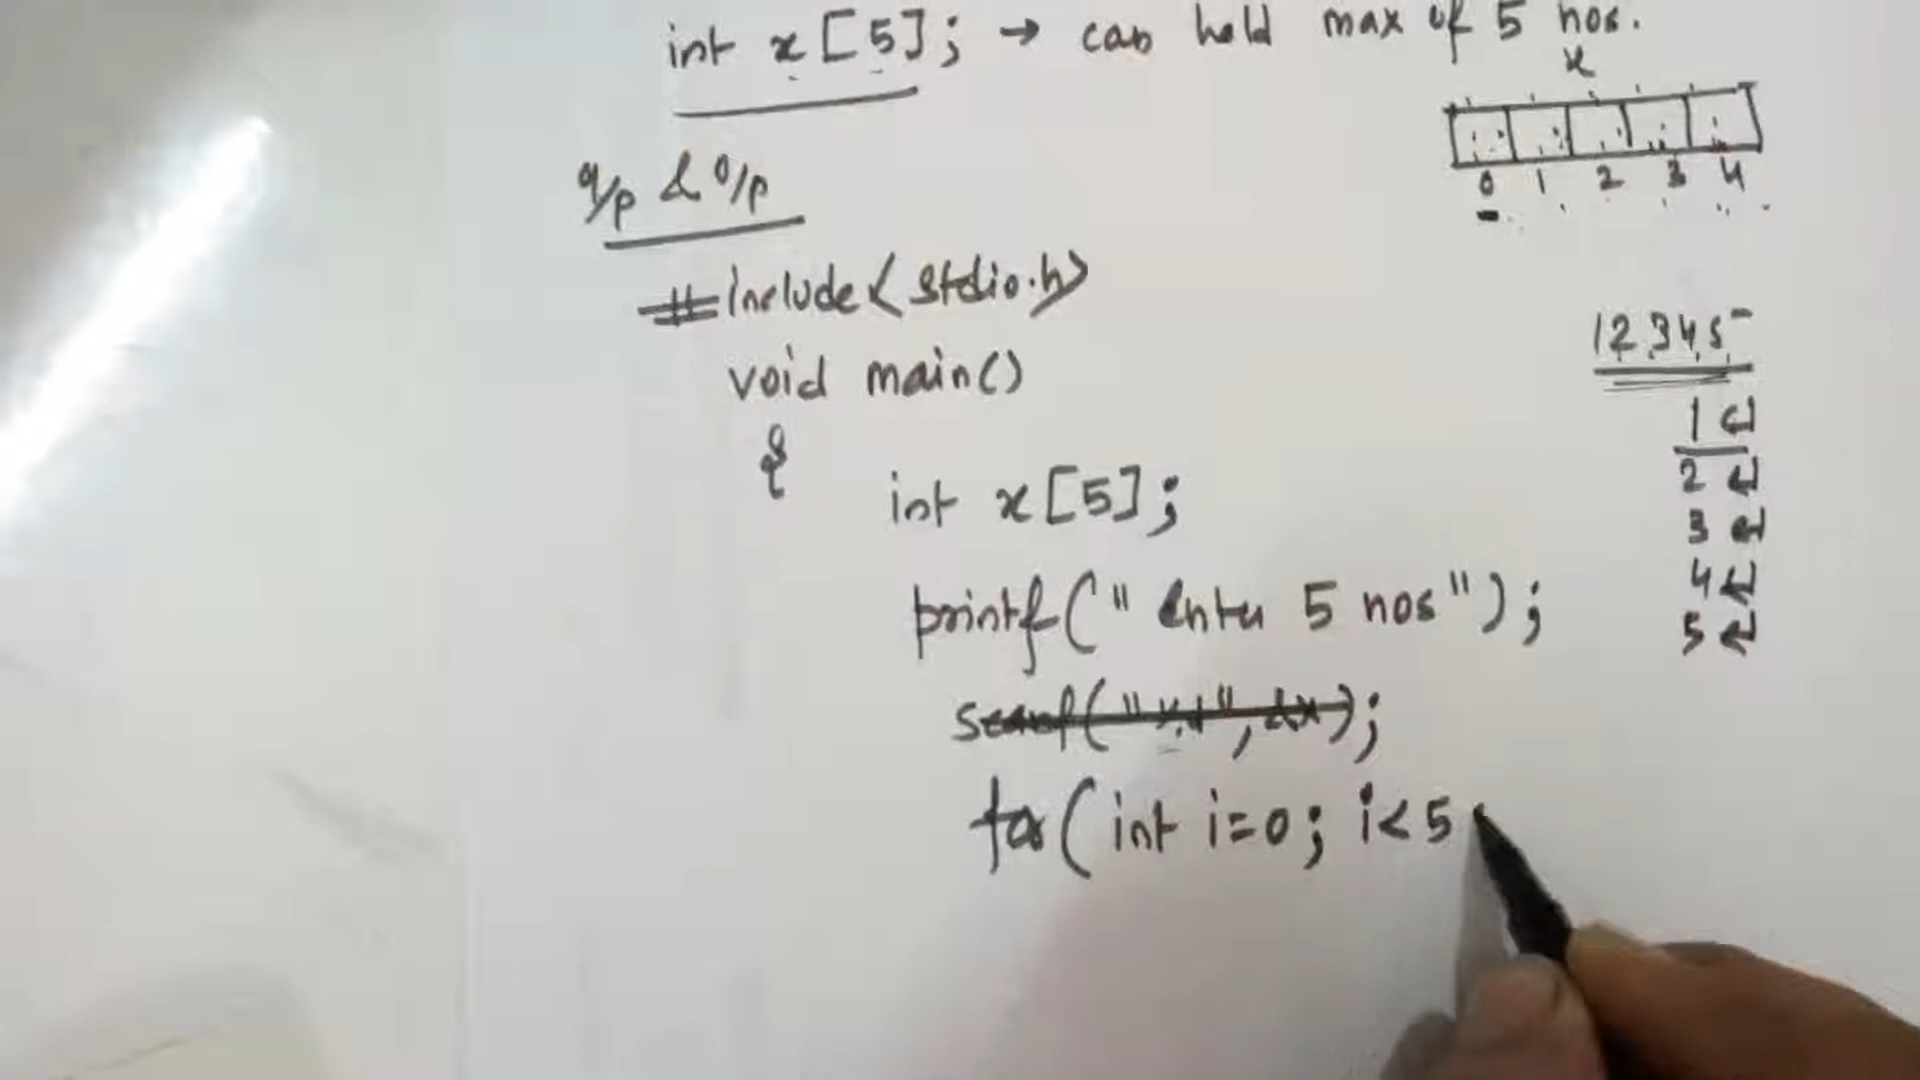 int x[5]; → can hold max of 5 nos.
x
0 1 2 3 4
I/p & O/p
#include<stdio.h>
void main()
{
int x[5];
printf("Enter 5 nos");
scanf("%d", &x);
for(int i=0; i<5
12345
1 ↵
2 ↵
3 ↵
4 ↵
5 ↵